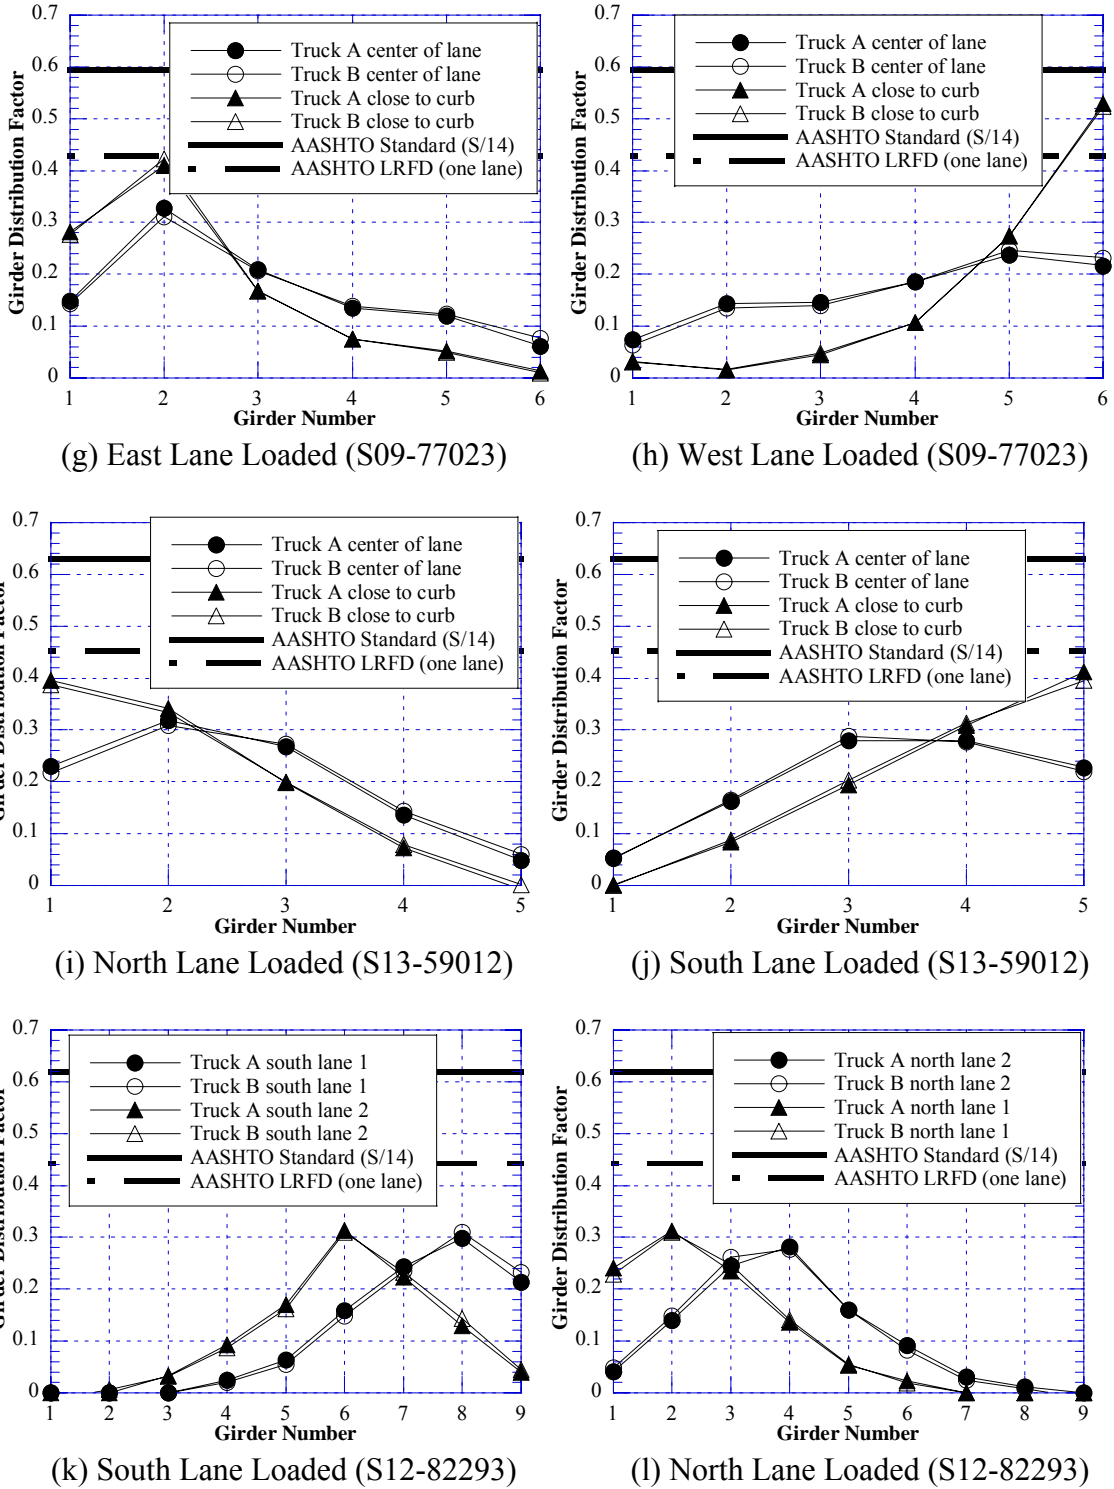 0.7
0.6
0.5
0.4
0.3
0.2
0.1
0
Girder Distribution Factor
Truck A center of lane
Truck B center of lane
Truck A close to curb
Truck B close to curb
AASHTO Standard (S/14)
AASHTO LRFD (one lane)
1 2 3 4 5 6
Girder Number
(g) East Lane Loaded (S09-77023)
0.7
0.6
0.5
0.4
0.3
0.2
0.1
0
Girder Distribution Factor
Truck A center of lane
Truck B center of lane
Truck A close to curb
Truck B close to curb
AASHTO Standard (S/14)
AASHTO LRFD (one lane)
1 2 3 4 5 6
Girder Number
(h) West Lane Loaded (S09-77023)
0.7
0.6
0.5
0.4
0.3
0.2
0.1
0
Girder Distribution Factor
Truck A center of lane
Truck B center of lane
Truck A close to curb
Truck B close to curb
AASHTO Standard (S/14)
AASHTO LRFD (one lane)
1 2 3 4 5
Girder Number
(i) North Lane Loaded (S13-59012)
0.7
0.6
0.5
0.4
0.3
0.2
0.1
0
Girder Distribution Factor
Truck A center of lane
Truck B center of lane
Truck A close to curb
Truck B close to curb
AASHTO Standard (S/14)
AASHTO LRFD (one lane)
1 2 3 4 5
Girder Number
(j) South Lane Loaded (S13-59012)
0.7
0.6
0.5
0.4
0.3
0.2
0.1
0
Girder Distribution Factor
Truck A south lane 1
Truck B south lane 1
Truck A south lane 2
Truck B south lane 2
AASHTO Standard (S/14)
AASHTO LRFD (one lane)
1 2 3 4 5 6 7 8 9
Girder Number
(k) South Lane Loaded (S12-82293)
0.7
0.6
0.5
0.4
0.3
0.2
0.1
0
Girder Distribution Factor
Truck A north lane 2
Truck B north lane 2
Truck A north lane 1
Truck B north lane 1
AASHTO Standard (S/14)
AASHTO LRFD (one lane)
1 2 3 4 5 6 7 8 9
Girder Number
(l) North Lane Loaded (S12-82293)